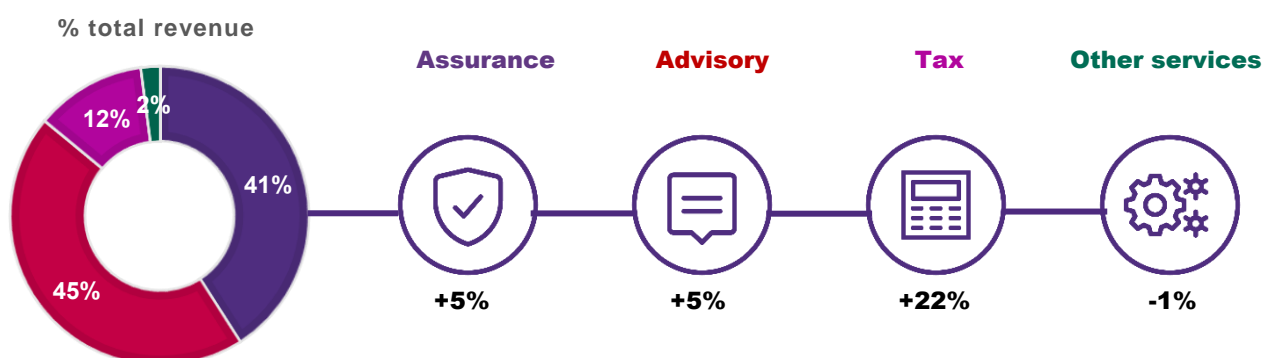 % total revenue
Assurance
Advisory
Tax
Other services
12%
2%
41%
45%
+5%
+5%
+22%
-1%